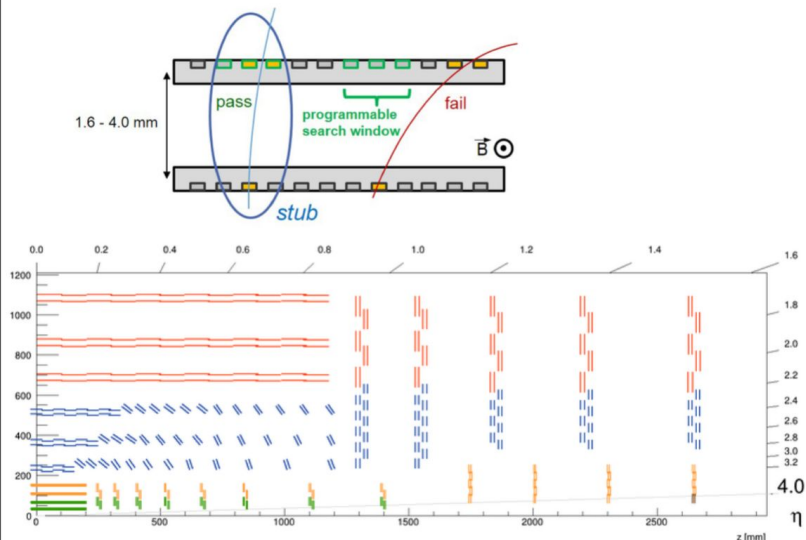 pass
fail
1.6 - 4.0 mm
programmable
search window
B
stub
0.0 0.2 0.4 0.6 0.8 1.0 1.2 1.4 1.6
1200
1000 1.8
800 2.0
2.2
600 2.4
2.6
400 2.8
3.0
3.2
200
4.0
0
0 500 1000 1500 2000 2500 η
z [mm]